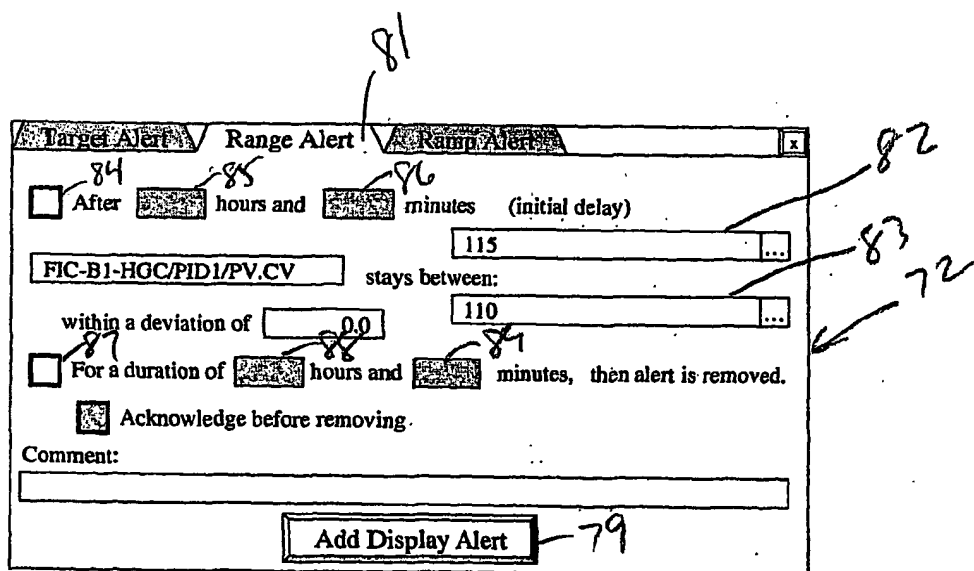 81
Target Alert Range Alert Ramp Alert x
84 85 86 82
After hours and minutes (initial delay)
115 ...
83
FIC-B1-HGC/PID1/PV.CV stays between:
72
110 ...
within a deviation of 0.0
87 88 89
For a duration of hours and minutes, then alert is removed.
Acknowledge before removing.
Comment:
Add Display Alert 79